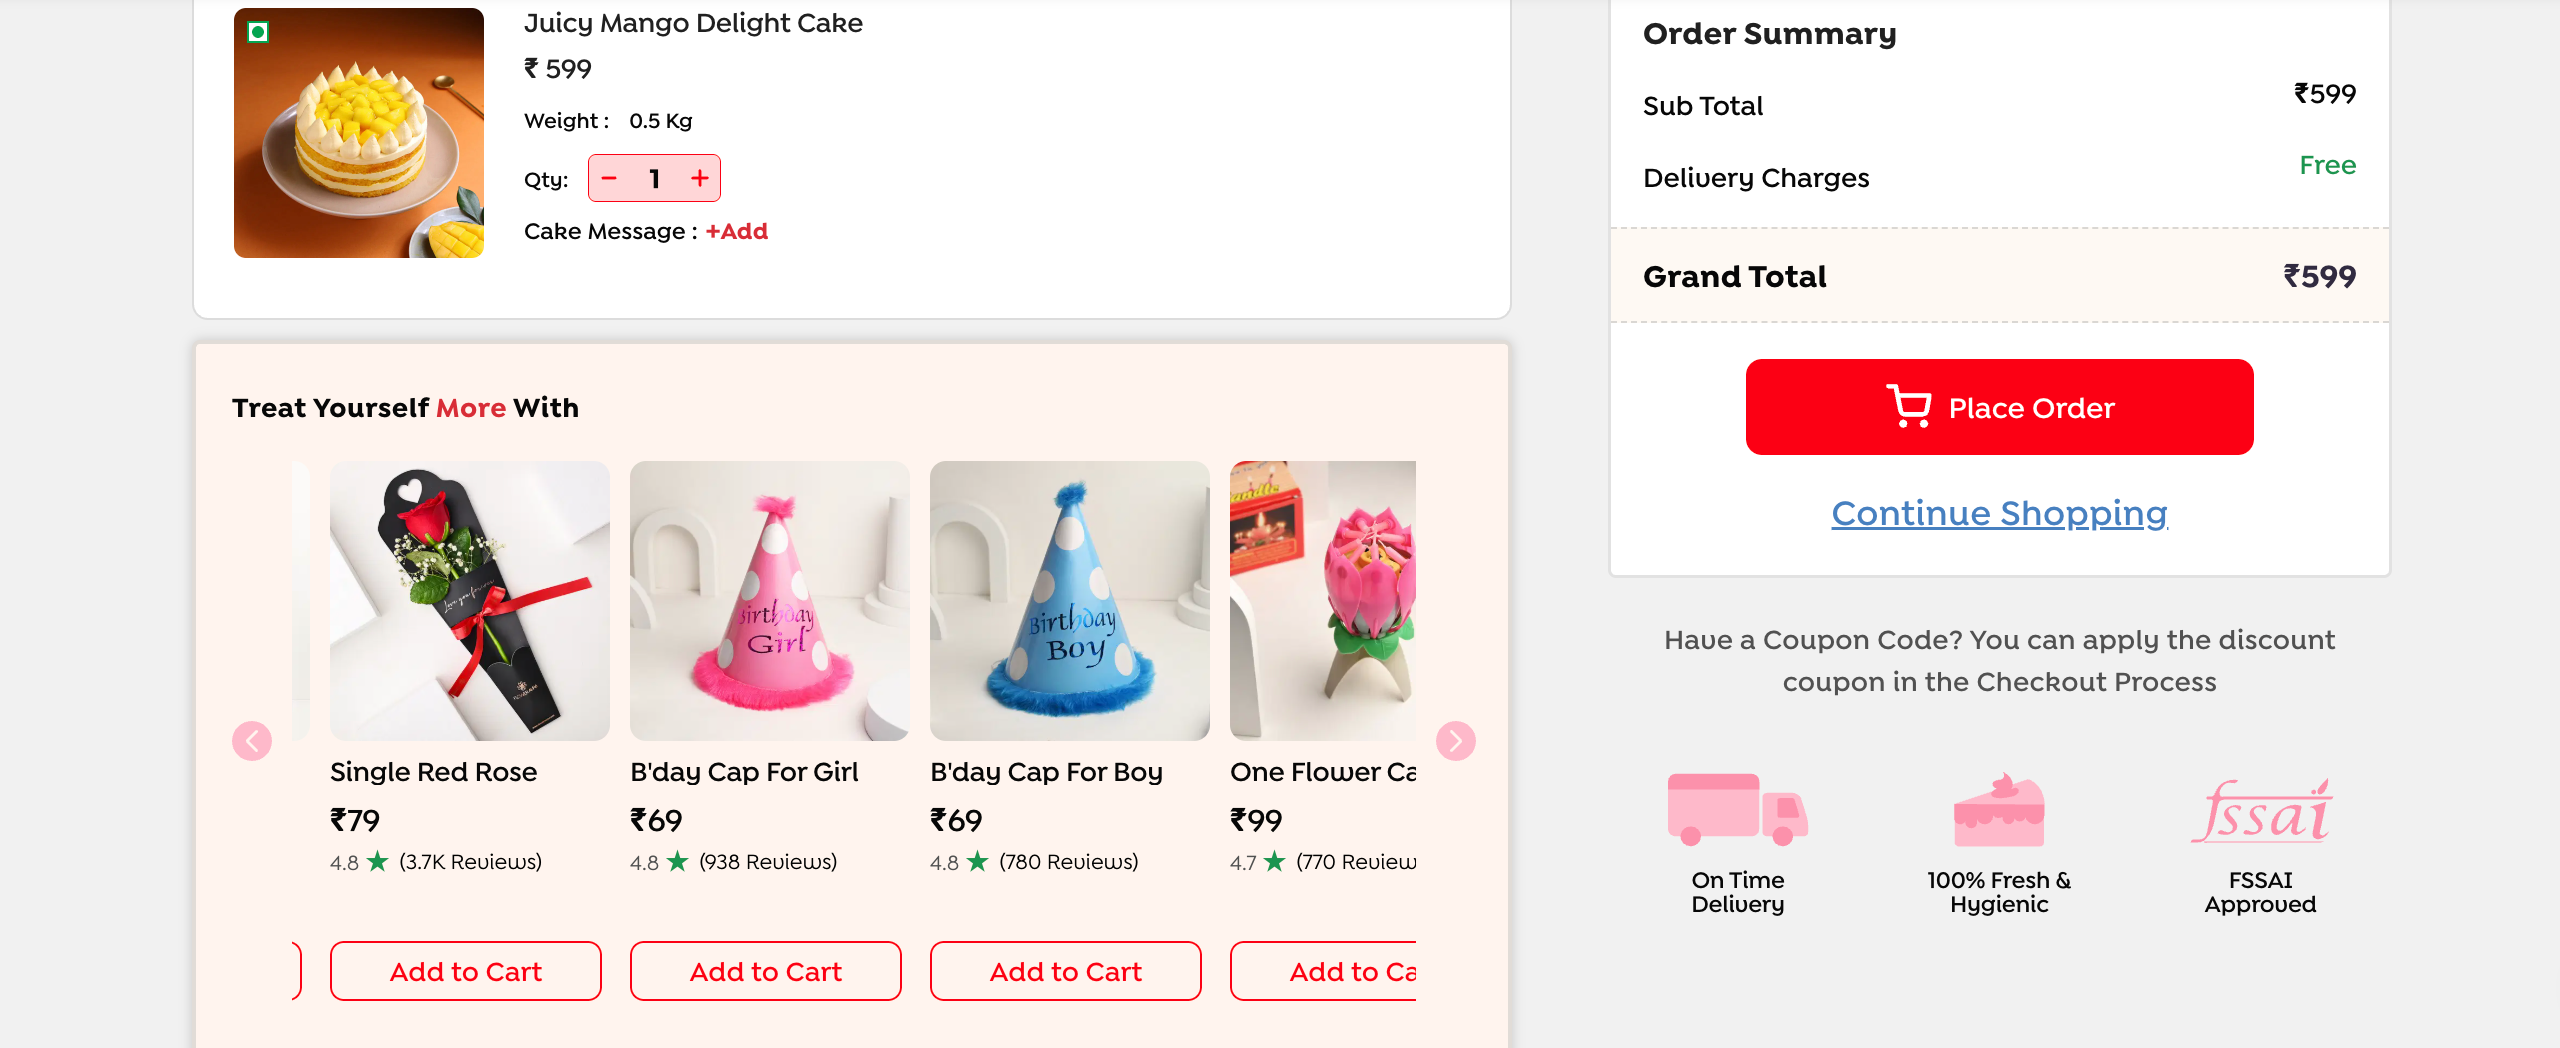 Juicy Mango Delight Cake
₹ 599
Weight : 0.5 Kg
Qty: − 1 +
Cake Message : +Add
Treat Yourself More With
Love you for
Single Red Rose
₹79
4.8 ★ (3.7K Reviews)
Add to Cart
Birthday
Girl
B'day Cap For Girl
₹69
4.8 ★ (938 Reviews)
Add to Cart
Birthday
Boy
B'day Cap For Boy
₹69
4.8 ★ (780 Reviews)
Add to Cart
One Flower Ca
₹99
4.7 ★ (770 Review
Add to Ca
Order Summary
Sub Total ₹599
Delivery Charges Free
Grand Total ₹599
Place Order
Continue Shopping
Have a Coupon Code? You can apply the discount
coupon in the Checkout Process
On Time
Delivery
100% Fresh &
Hygienic
fssai
FSSAI
Approved